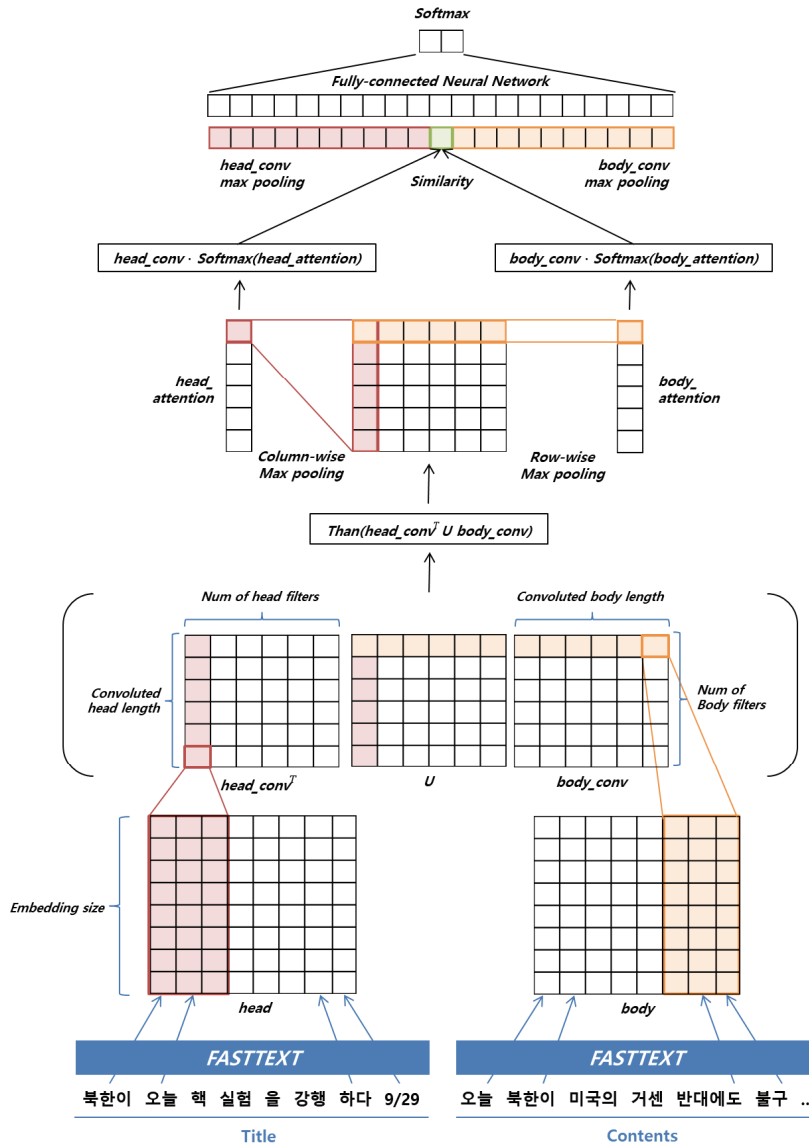 Softmax
Fully-connected Neural Network
head_conv
max pooling
Similarity
body_conv
max pooling
head_conv · Softmax(head_attention)
body_conv · Softmax(body_attention)
head_
attention
body_
attention
Column-wise
Max pooling
Row-wise
Max pooling
Than(head_conv^T U body_conv)
Num of head filters
Convoluted body length
Convoluted
head length
Num of
Body filters
head_conv^T
U
body_conv
Embedding size
head
body
FASTTEXT
FASTTEXT
북한이 오늘 핵 실험 을 강행 하다 9/29
오늘 북한이 미국의 거센 반대에도 불구 ..
Title
Contents